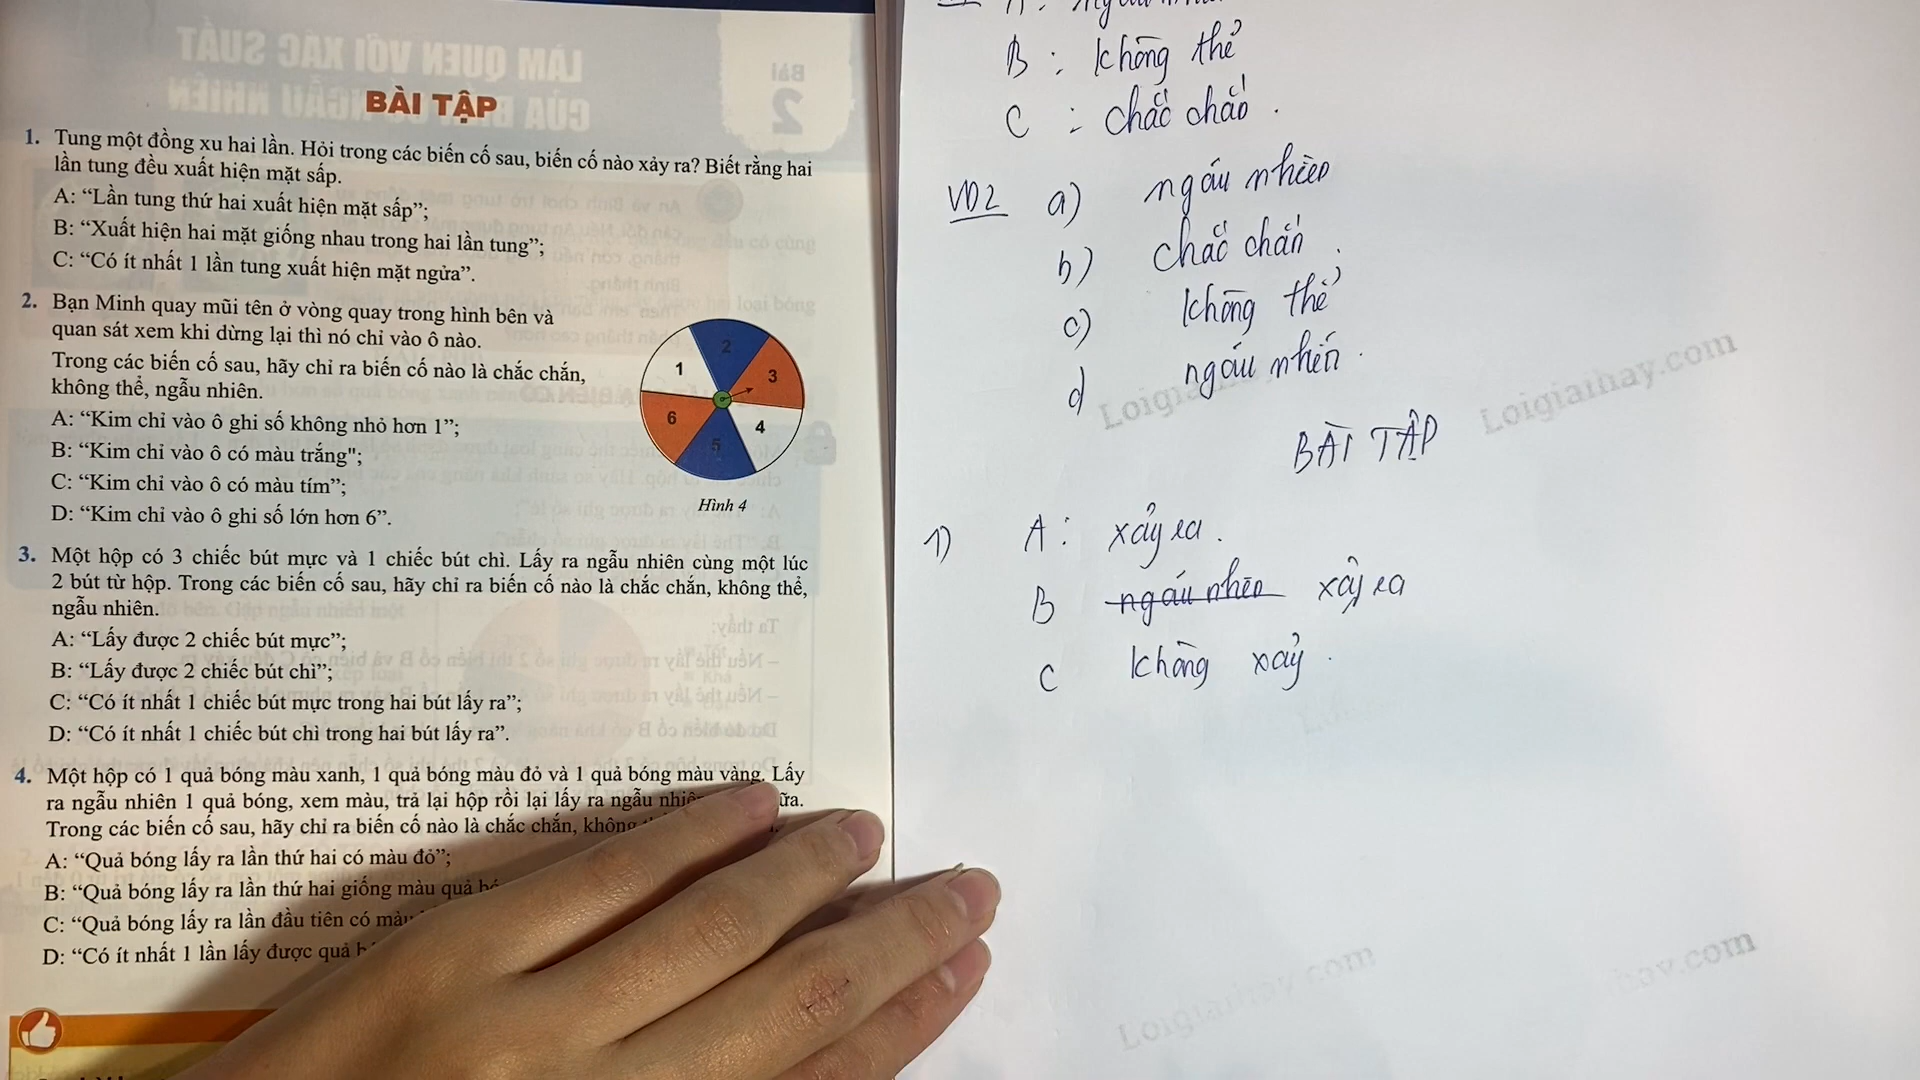 BÀI TẬP
1. Tung một đồng xu hai lần. Hỏi trong các biến cố sau, biến cố nào xảy ra? Biết rằng hai
lần tung đều xuất hiện mặt sấp.
A: “Lần tung thứ hai xuất hiện mặt sấp”;
B: “Xuất hiện hai mặt giống nhau trong hai lần tung”;
C: “Có ít nhất 1 lần tung xuất hiện mặt ngửa”.
2. Bạn Minh quay mũi tên ở vòng quay trong hình bên và
quan sát xem khi dừng lại thì nó chỉ vào ô nào.
Trong các biến cố sau, hãy chỉ ra biến cố nào là chắc chắn,
không thể, ngẫu nhiên.
A: “Kim chỉ vào ô ghi số không nhỏ hơn 1”;
B: “Kim chỉ vào ô có màu trắng";
C: “Kim chỉ vào ô có màu tím”;
D: “Kim chỉ vào ô ghi số lớn hơn 6”.
1
2
3
4
5
6
Hình 4
3. Một hộp có 3 chiếc bút mực và 1 chiếc bút chì. Lấy ra ngẫu nhiên cùng một lúc
2 bút từ hộp. Trong các biến cố sau, hãy chỉ ra biến cố nào là chắc chắn, không thể,
ngẫu nhiên.
A: “Lấy được 2 chiếc bút mực”;
B: “Lấy được 2 chiếc bút chì”;
C: “Có ít nhất 1 chiếc bút mực trong hai bút lấy ra”;
D: “Có ít nhất 1 chiếc bút chì trong hai bút lấy ra”.
4. Một hộp có 1 quả bóng màu xanh, 1 quả bóng màu đỏ và 1 quả bóng màu vàng. Lấy
ra ngẫu nhiên 1 quả bóng, xem màu, trả lại hộp rồi lại lấy ra ngẫu
Trong các biến cố sau, hãy chỉ ra biến cố nào là chắc chắn,
A: “Quả bóng lấy ra lần thứ hai có màu đỏ”;
B: “Quả bóng lấy ra lần thứ hai giống màu quả
C: “Quả bóng lấy ra lần đầu tiên có
D: “Có ít nhất 1 lần lấy được quả
B : không thể
C : chắc chắn.
VD2 a) ngẫu nhiên
b) chắc chắn.
c) không thể
d ngẫu nhiên.
BÀI TẬP
1) A: xảy ra.
B ngẫu nhiên xảy ra
C không xảy.
Loigiaihay.com
Loigiaihay.com